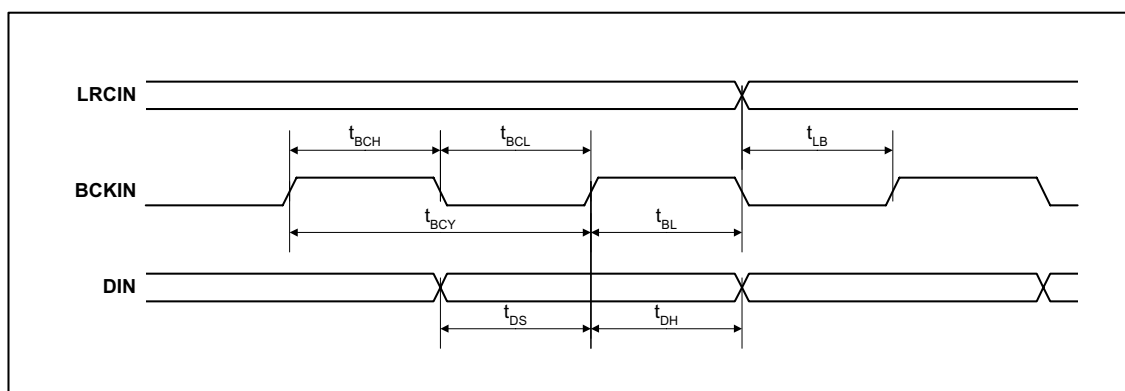 LRCIN
t_BCH t_BCL t_LB
BCKIN
t_BCY t_BL
DIN
t_DS t_DH